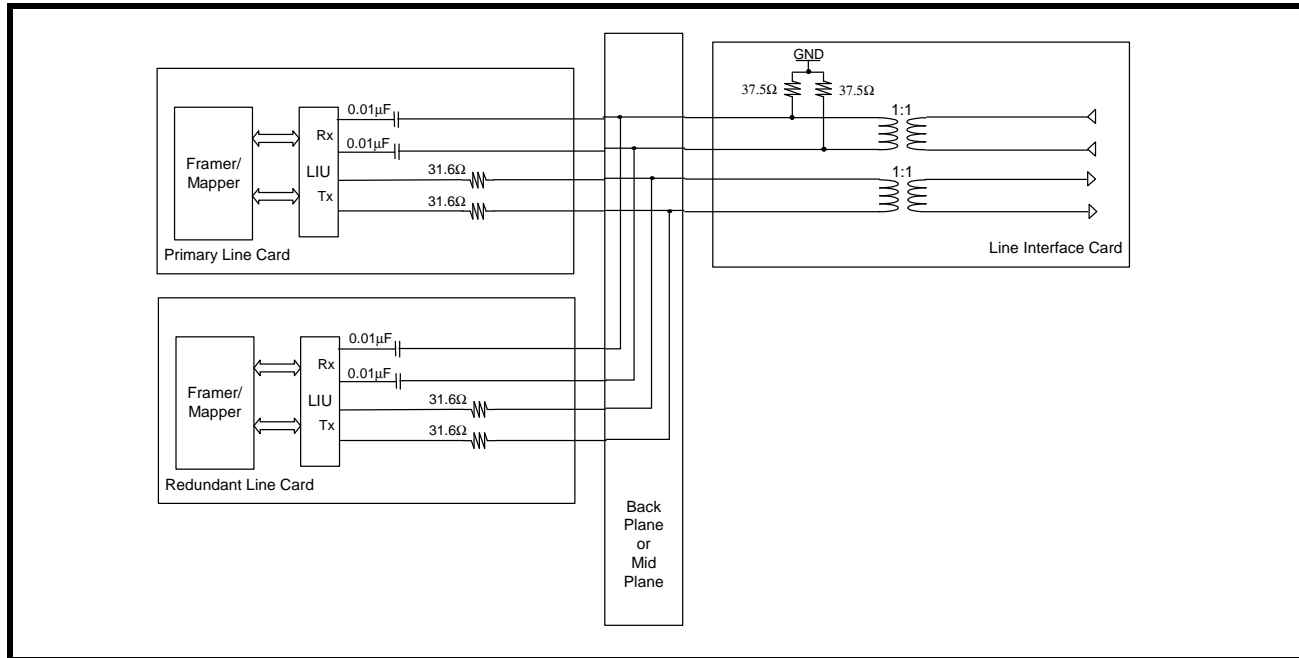 GND
37.5Ω
37.5Ω
1:1
1:1
Line Interface Card
0.01µF
0.01µF
31.6Ω
31.6Ω
Rx
LIU
Tx
Framer/
Mapper
Primary Line Card
0.01µF
0.01µF
31.6Ω
31.6Ω
Rx
LIU
Tx
Framer/
Mapper
Redundant Line Card
Back
Plane
or
Mid
Plane